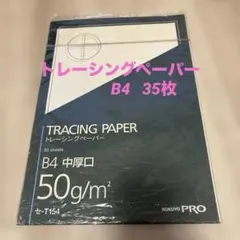 トレーシングペーパー
B4 35枚
TRACING PAPER
トレーシングペーパー
B4 中厚口
50g/m²
セ-T154
KOKUYO PRO